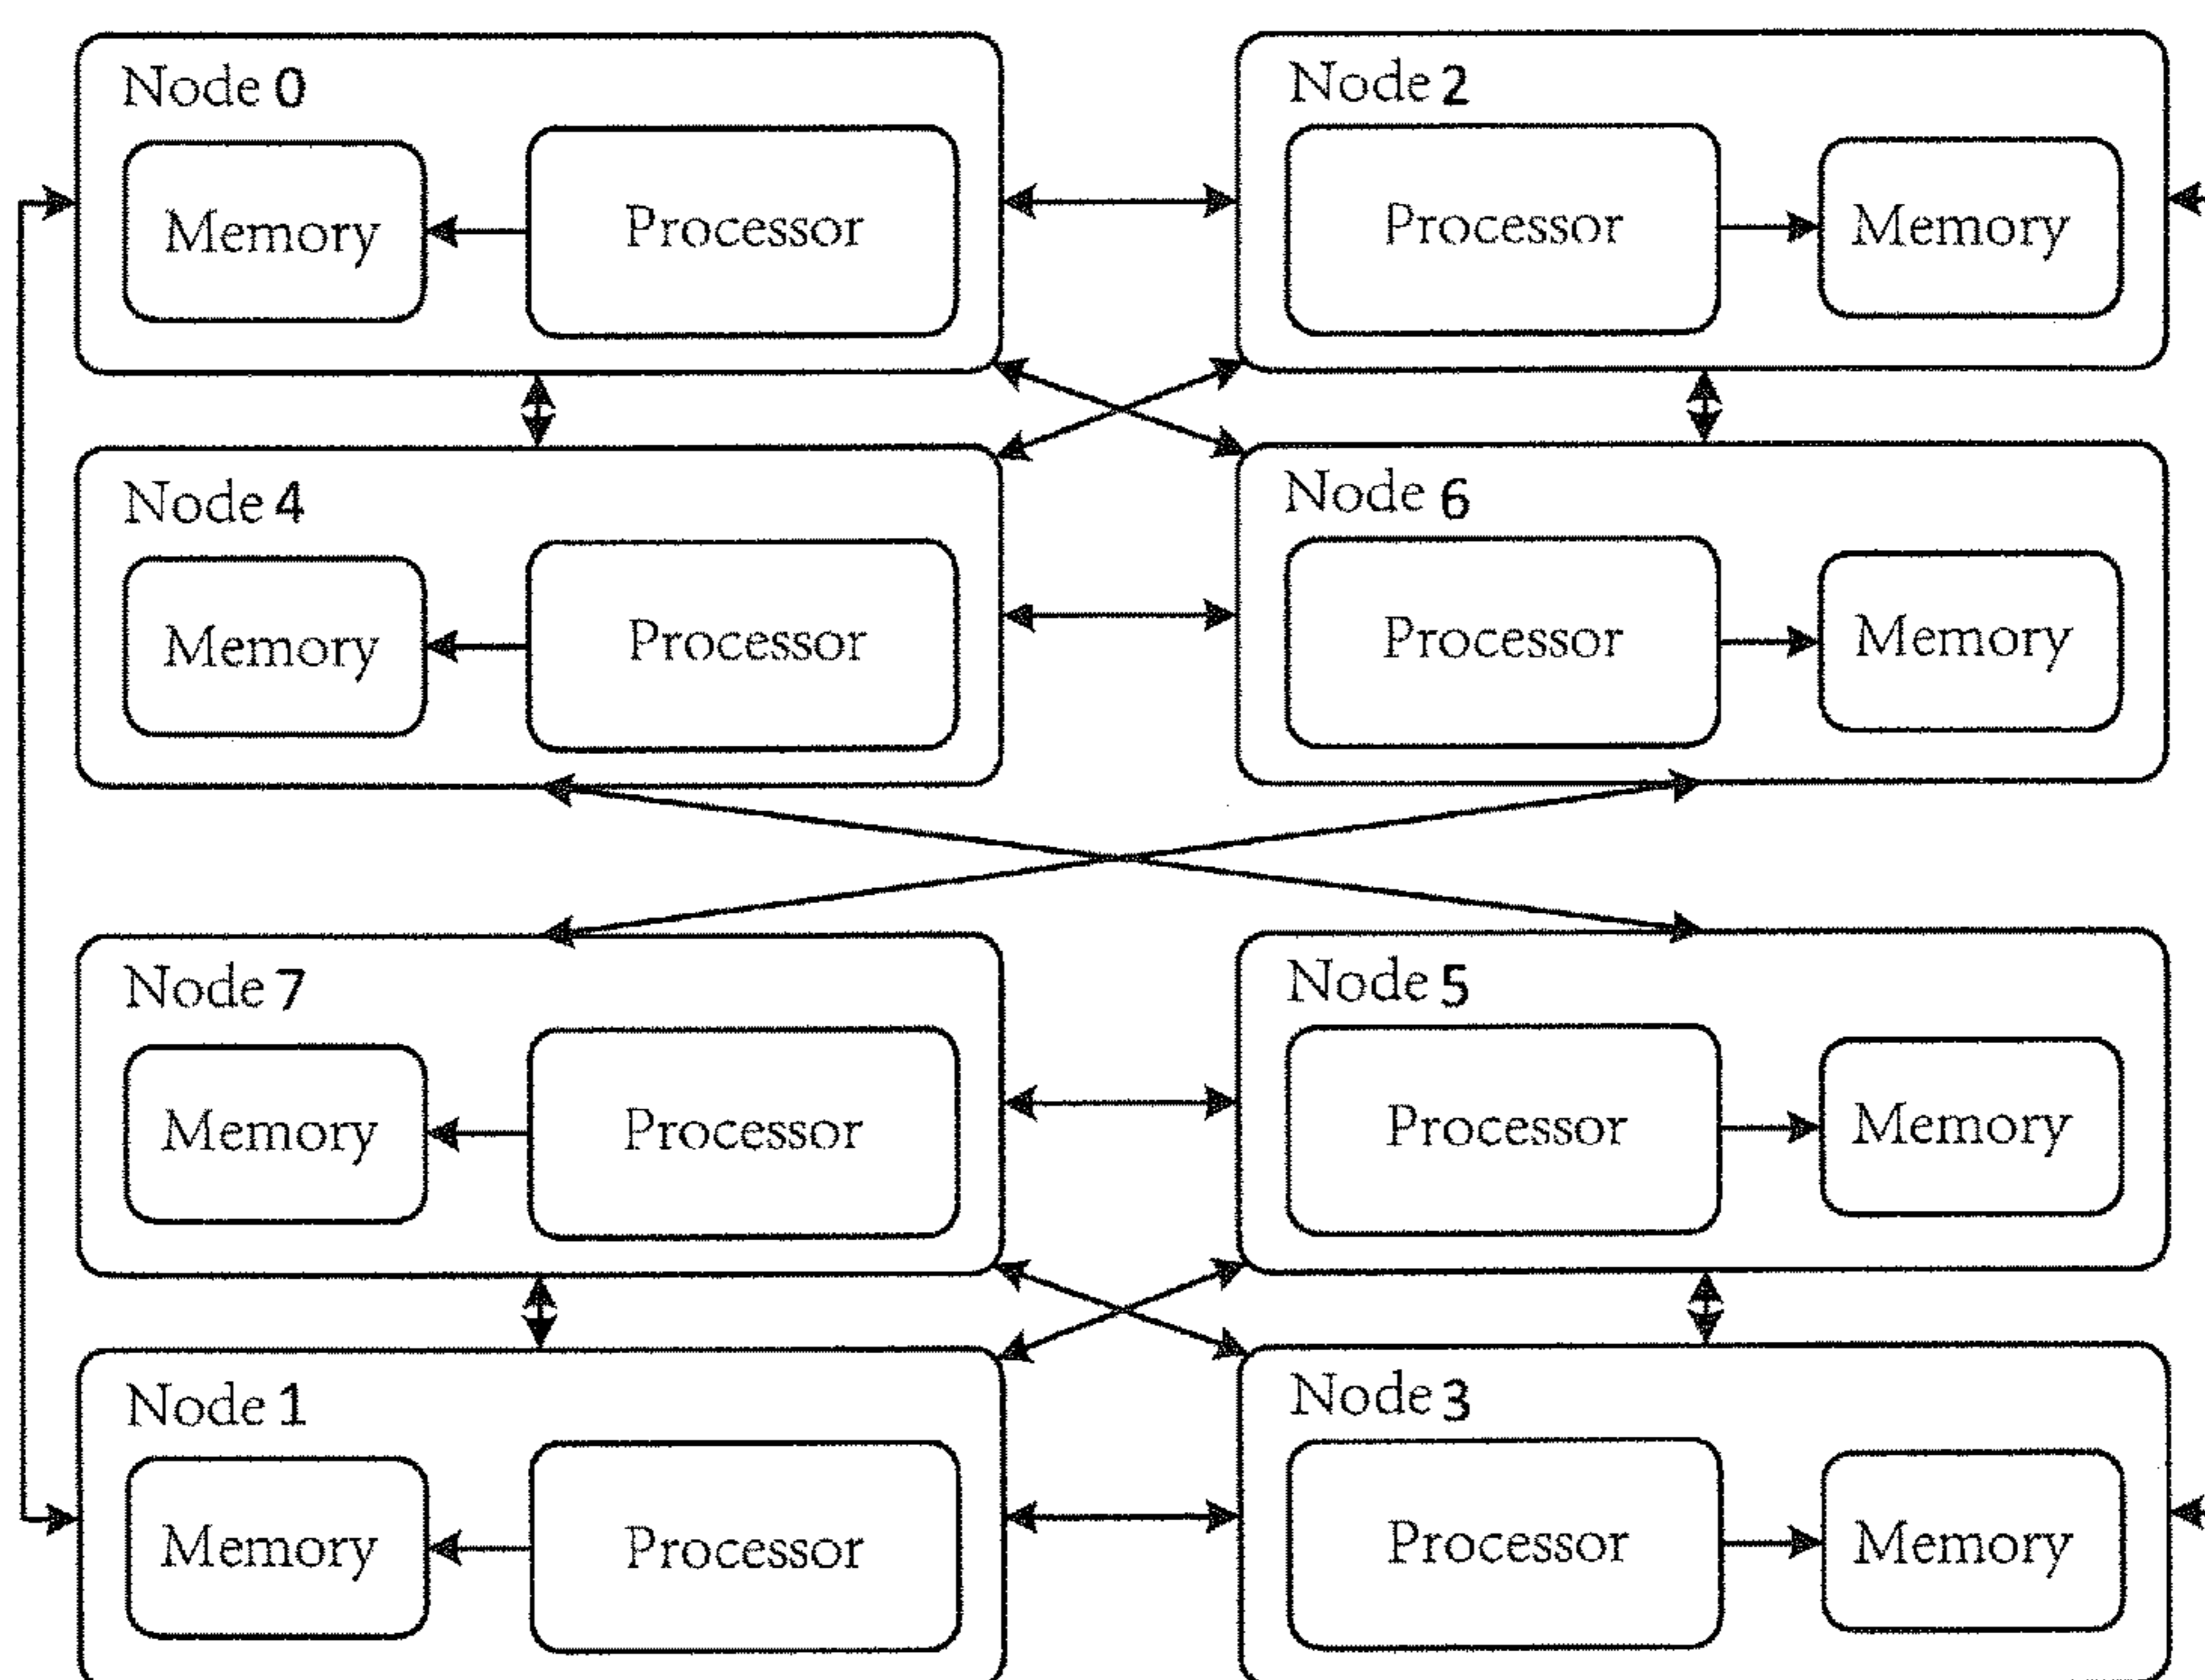 Node 0
Memory
Processor
Node 2
Processor
Memory
Node 4
Memory
Processor
Node 6
Processor
Memory
Node 7
Memory
Processor
Node 5
Processor
Memory
Node 1
Memory
Processor
Node 3
Processor
Memory